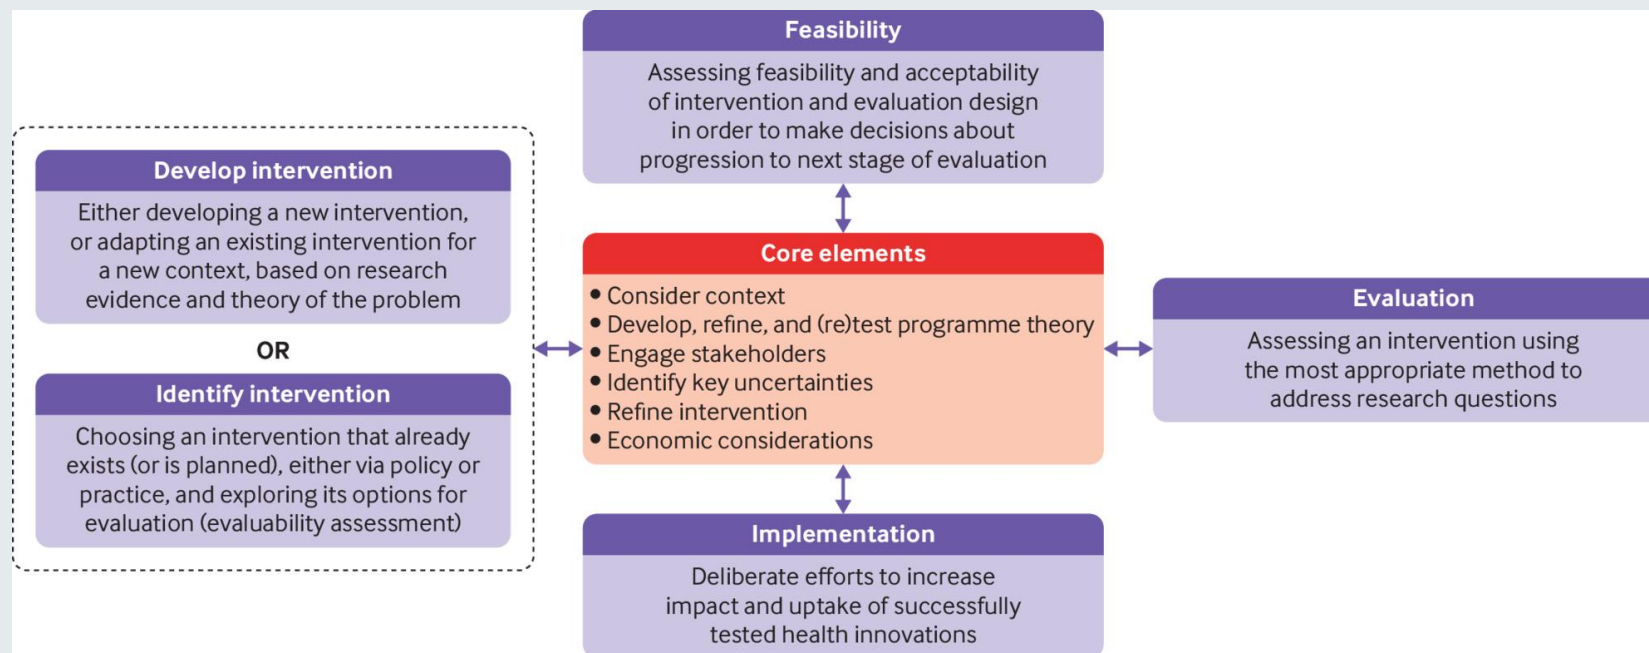 Feasibility
Assessing feasibility and acceptability
of intervention and evaluation design
in order to make decisions about
progression to next stage of evaluation
Develop intervention
Either developing a new intervention,
or adapting an existing intervention for
a new context, based on research
evidence and theory of the problem
OR
Identify intervention
Choosing an intervention that already
exists (or is planned), either via policy or
practice, and exploring its options for
evaluation (evaluability assessment)
Core elements
• Consider context
• Develop, refine, and (re)test programme theory
• Engage stakeholders
• Identify key uncertainties
• Refine intervention
• Economic considerations
Evaluation
Assessing an intervention using
the most appropriate method to
address research questions
Implementation
Deliberate efforts to increase
impact and uptake of successfully
tested health innovations